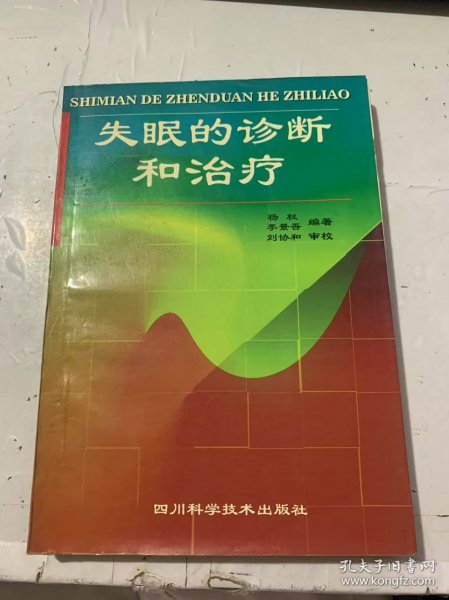 SHIMIAN DE ZHENDUAN HE ZHILIAO
失眠的诊断
和治疗
杨权
李景吾 编著
刘协和 审校
四川科学技术出版社
孔夫子旧书网
www.kongfz.com